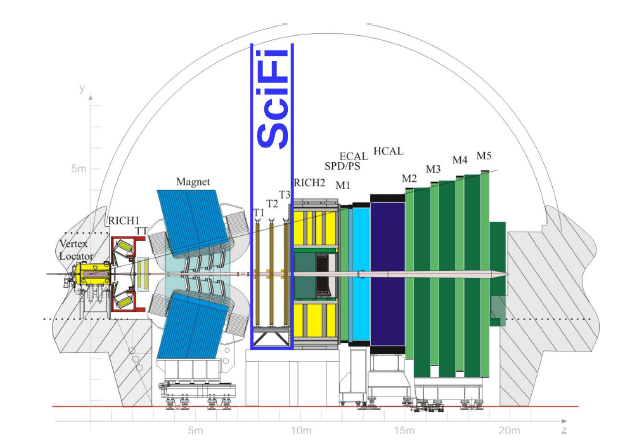 SciFi
y
5m
Magnet
ECAL
HCAL
SPD/PS
RICH2
M1
M2
M3
M4
M5
T1
T2
T3
RICH1
TT
Vertex
Locator
5m
10m
15m
20m
z